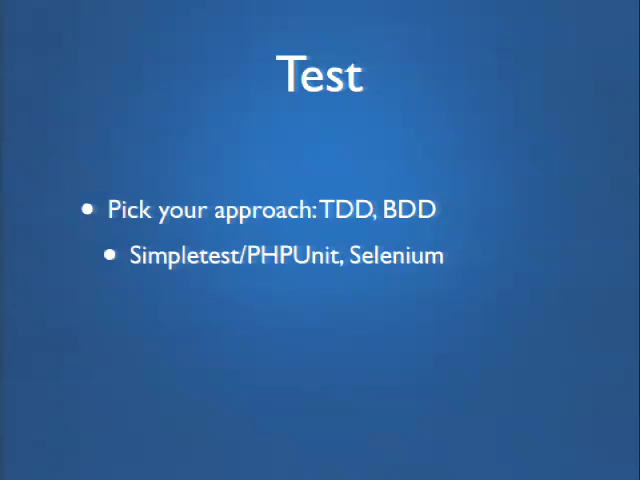 Test
• Pick your approach: TDD, BDD
• Simpletest/PHPUnit, Selenium